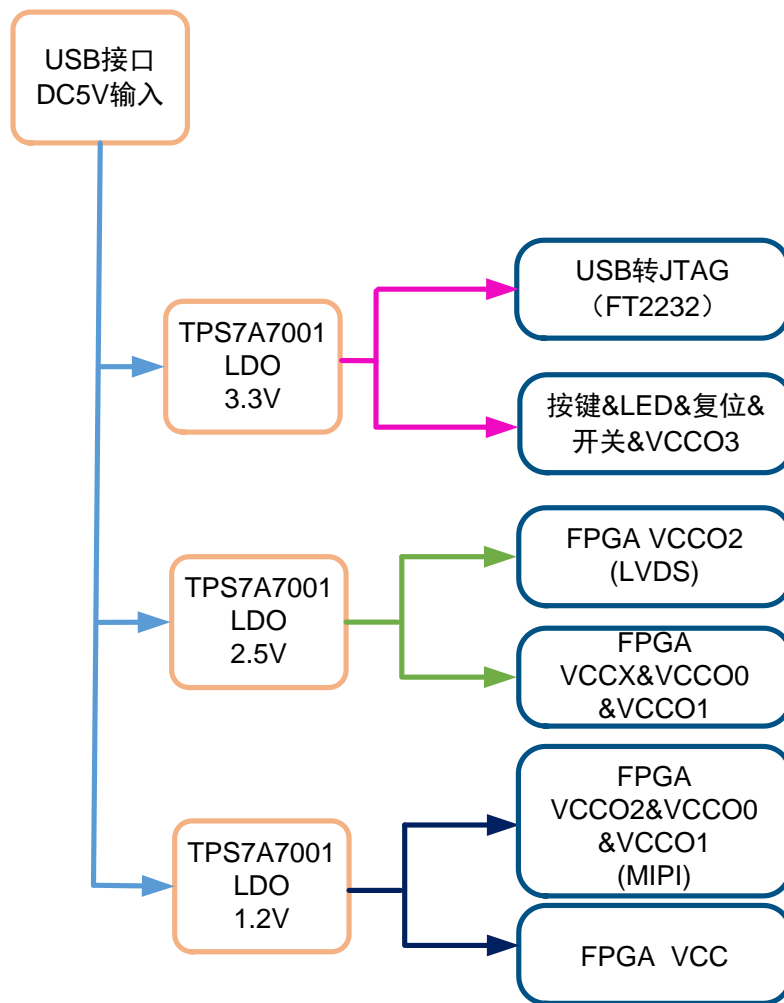 USB接口
DC5V输入
USB转JTAG
（FT2232）
TPS7A7001
LDO
3.3V
按键&LED&复位&
开关&VCCO3
FPGA VCCO2
(LVDS)
TPS7A7001
LDO
2.5V
FPGA
VCCX&VCCO0
&VCCO1
FPGA
VCCO2&VCCO0
&VCCO1
(MIPI)
TPS7A7001
LDO
1.2V
FPGA VCC